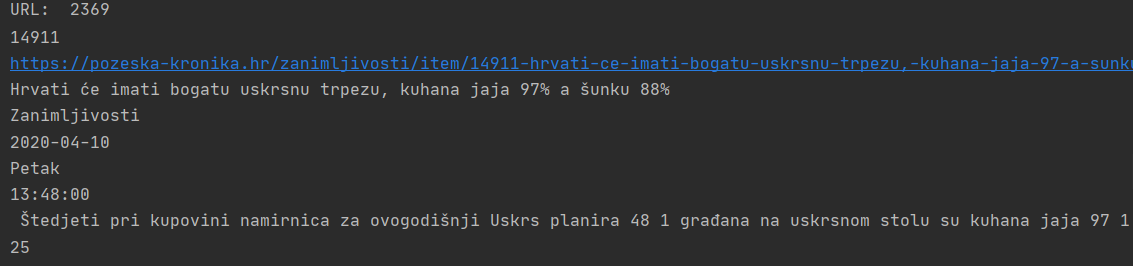 URL:  2369
14911
https://pozeska-kronika.hr/zanimljivosti/item/14911-hrvati-ce-imati-bogatu-uskrsnu-trpezu,-kuhana-jaja-97-a-sunku
Hrvati će imati bogatu uskrsnu trpezu, kuhana jaja 97% a šunku 88%
Zanimljivosti
2020-04-10
Petak
13:48:00
Štedjeti pri kupovini namirnica za ovogodišnji Uskrs planira 48 1 građana na uskrsnom stolu su kuhana jaja 97 1
25